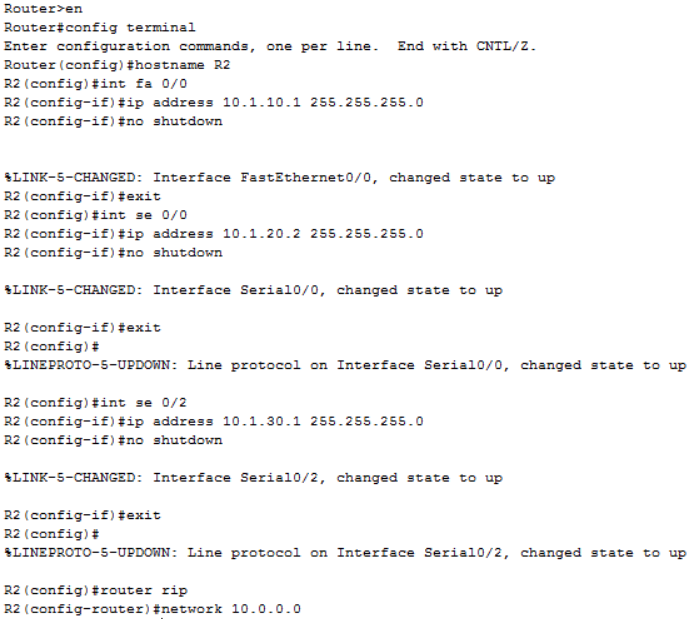 Router>en
Router#config terminal
Enter configuration commands, one per line.  End with CNTL/Z.
Router(config)#hostname R2
R2(config)#int fa 0/0
R2(config-if)#ip address 10.1.10.1 255.255.255.0
R2(config-if)#no shutdown
%LINK-5-CHANGED: Interface FastEthernet0/0, changed state to up
R2(config-if)#exit
R2(config)#int se 0/0
R2(config-if)#ip address 10.1.20.2 255.255.255.0
R2(config-if)#no shutdown
%LINK-5-CHANGED: Interface Serial0/0, changed state to up
R2(config-if)#exit
R2(config)#
%LINEPROTO-5-UPDOWN: Line protocol on Interface Serial0/0, changed state to up
R2(config)#int se 0/2
R2(config-if)#ip address 10.1.30.1 255.255.255.0
R2(config-if)#no shutdown
%LINK-5-CHANGED: Interface Serial0/2, changed state to up
R2(config-if)#exit
R2(config)#
%LINEPROTO-5-UPDOWN: Line protocol on Interface Serial0/2, changed state to up
R2(config)#router rip
R2(config-router)#network 10.0.0.0